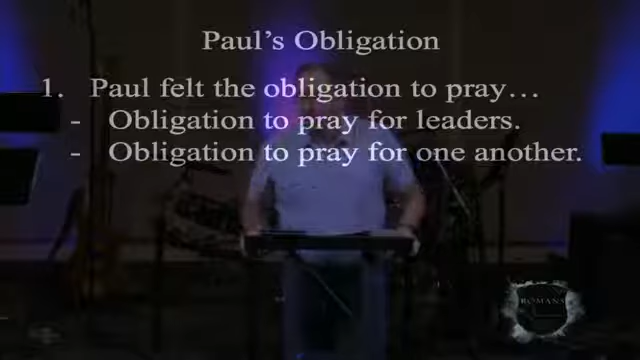 Paul's Obligation
1. Paul felt the obligation to pray…
- Obligation to pray for leaders.
- Obligation to pray for one another.
ROMANS